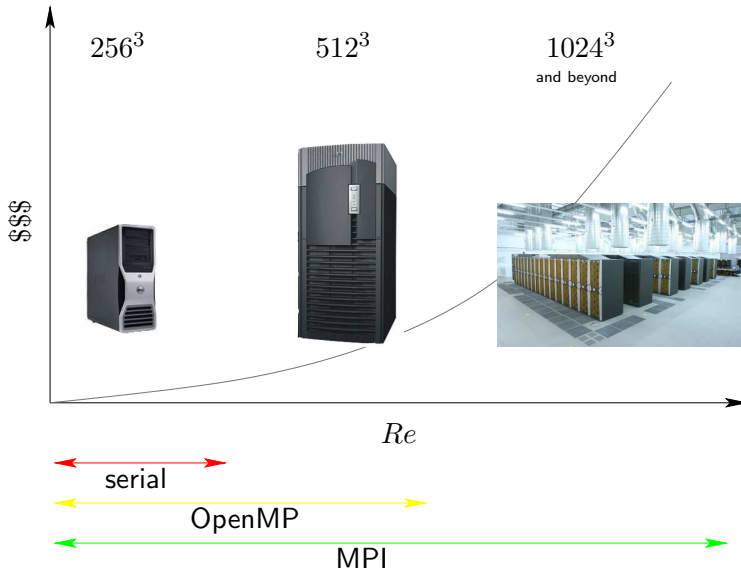 256³ 512³ 1024³
and beyond
$$$
Re
serial
OpenMP
MPI